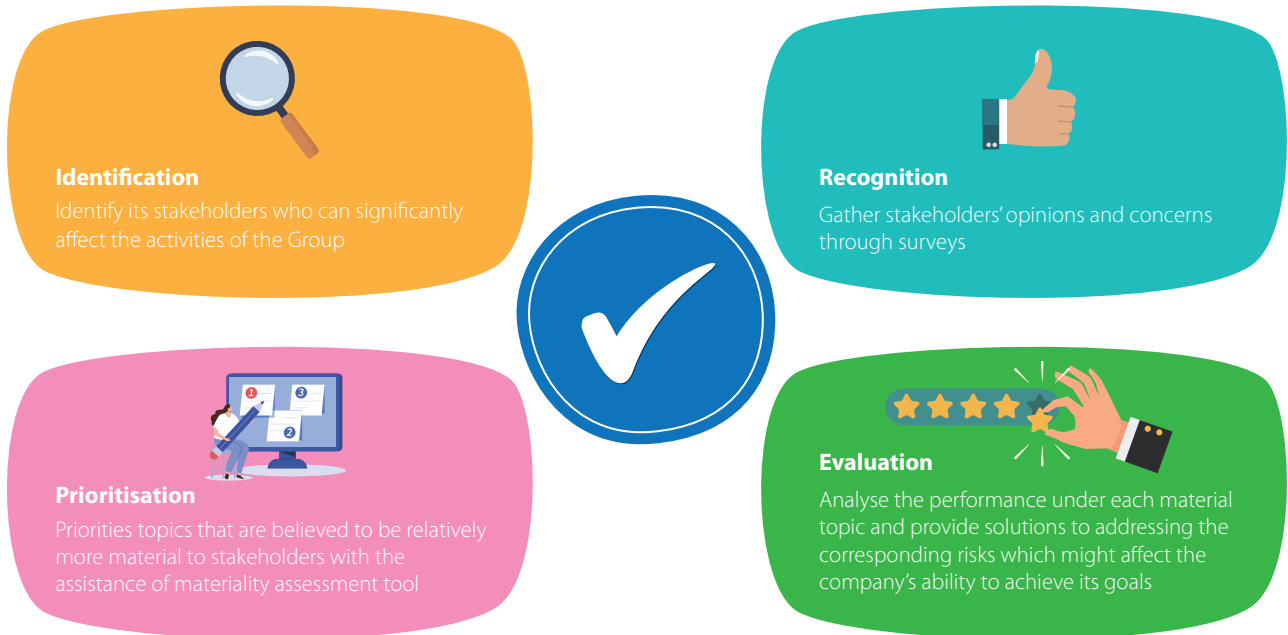 Identification
Identify its stakeholders who can significantly
affect the activities of the Group
Recognition
Gather stakeholders' opinions and concerns
through surveys
1
3
2
Prioritisation
Priorities topics that are believed to be relatively
more material to stakeholders with the
assistance of materiality assessment tool
Evaluation
Analyse the performance under each material
topic and provide solutions to addressing the
corresponding risks which might affect the
company's ability to achieve its goals